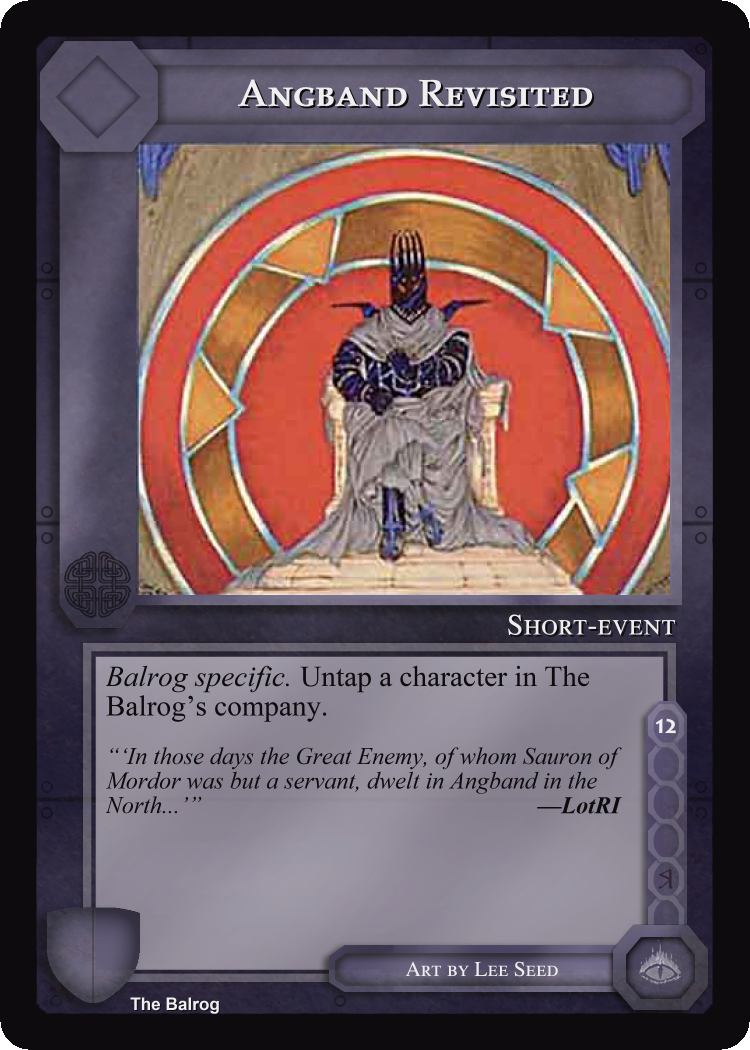 Angband Revisited
Short-event
Balrog specific. Untap a character in The
Balrog’s company.
“‘In those days the Great Enemy, of whom Sauron of
Mordor was but a servant, dwelt in Angband in the
North...’” —LotRI
12
Art by Lee Seed
The Balrog